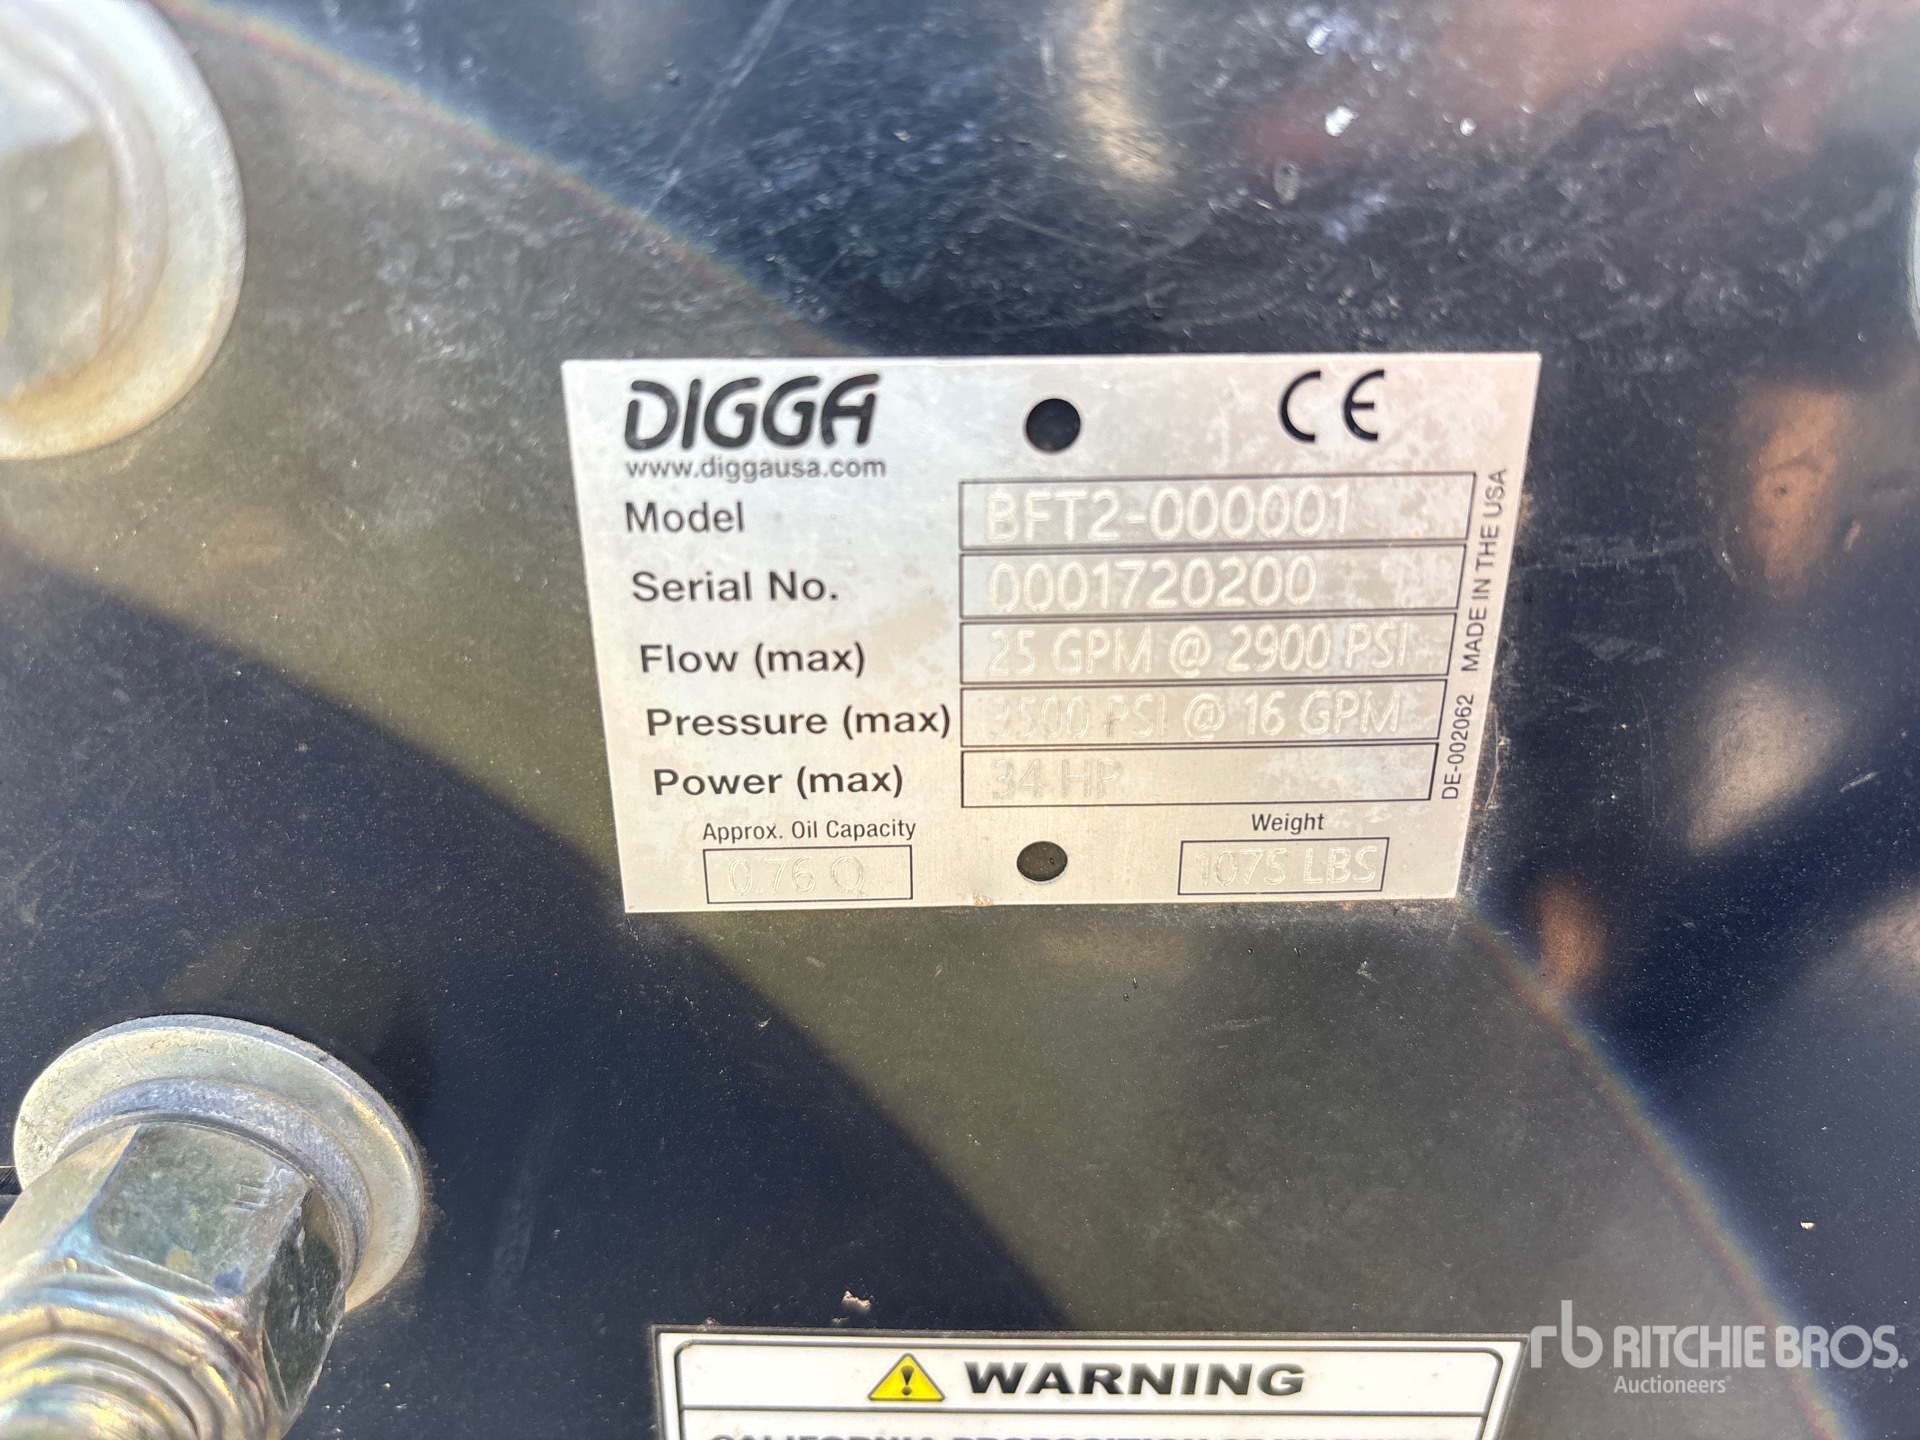 DIGGA
CE
www.diggausa.com
Model BFT2-000001
Serial No. 0001720200
Flow (max) 25 GPM @ 2900 PSI
Pressure (max) 3500 PSI @ 16 GPM
Power (max) 34 HP
Approx. Oil Capacity
0.76 Q
Weight
1075 LBS
DE-002062 MADE IN THE USA
WARNING
rb RITCHIE BROS.
Auctioneers